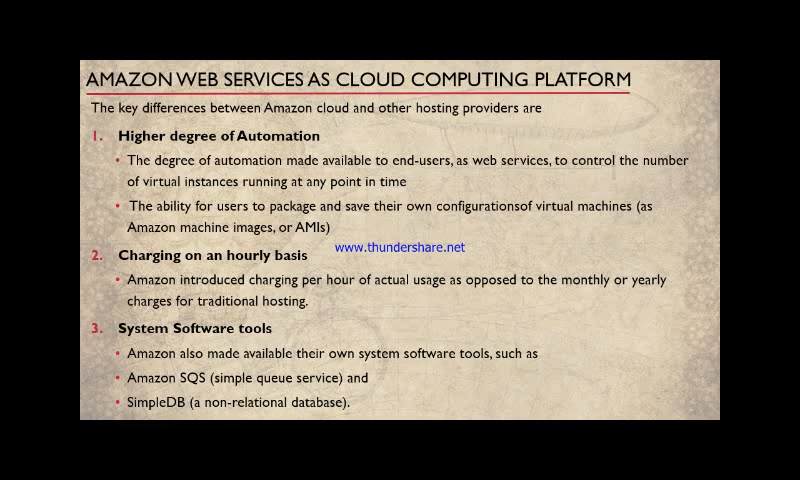 AMAZON WEB SERVICES AS CLOUD COMPUTING PLATFORM
The key differences between Amazon cloud and other hosting providers are
1. Higher degree of Automation
• The degree of automation made available to end-users, as web services, to control the number
of virtual instances running at any point in time
• The ability for users to package and save their own configurationsof virtual machines (as
Amazon machine images, or AMIs)
www.thundershare.net
2. Charging on an hourly basis
• Amazon introduced charging per hour of actual usage as opposed to the monthly or yearly
charges for traditional hosting.
3. System Software tools
• Amazon also made available their own system software tools, such as
• Amazon SQS (simple queue service) and
• SimpleDB (a non-relational database).